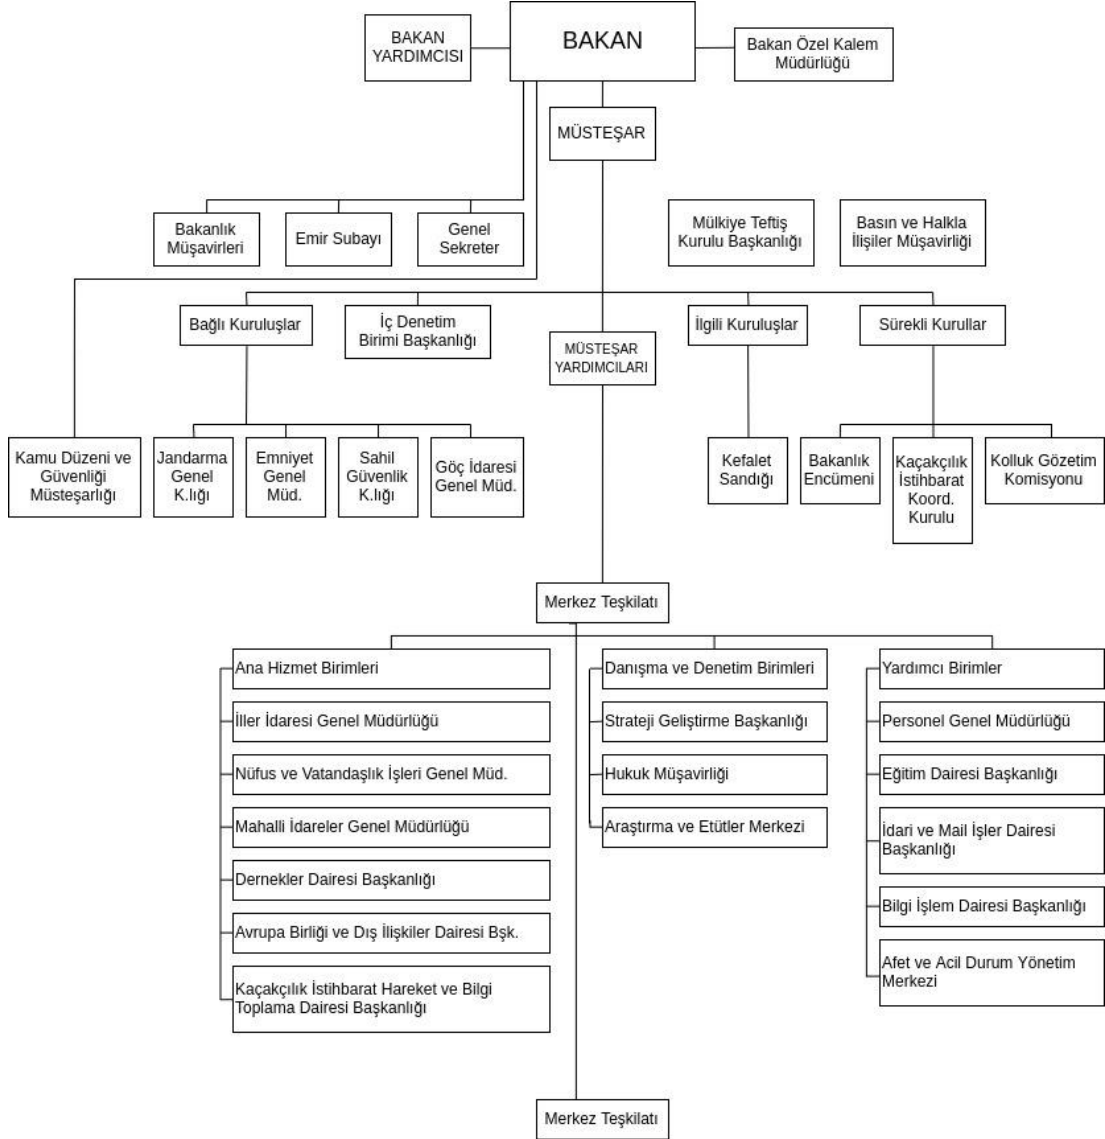 BAKAN
YARDIMCISI
BAKAN
Bakan Özel Kalem
Müdürlüğü
MÜSTEŞAR
Bakanlık
Müşavirleri
Emir Subayı
Genel
Sekreter
Mülkiye Teftiş
Kurulu Başkanlığı
Basın ve Halkla
İlişiler Müşavirliği
Bağlı Kuruluşlar
İç Denetim
Birimi Başkanlığı
MÜSTEŞAR
YARDIMCILARI
İlgili Kuruluşlar
Sürekli Kurullar
Kamu Düzeni ve
Güvenliği
Müsteşarlığı
Jandarma
Genel
K.lığı
Emniyet
Genel
Müd.
Sahil
Güvenlik
K.lığı
Göç İdaresi
Genel Müd.
Kefalet
Sandığı
Bakanlık
Encümeni
Kaçakçılık
İstihbarat
Koord.
Kurulu
Kolluk Gözetim
Komisyonu
Merkez Teşkilatı
Ana Hizmet Birimleri
İller İdaresi Genel Müdürlüğü
Nüfus ve Vatandaşlık İşleri Genel Müd.
Mahalli İdareler Genel Müdürlüğü
Dernekler Dairesi Başkanlığı
Avrupa Birliği ve Dış İlişkiler Dairesi Bşk.
Kaçakçılık İstihbarat Hareket ve Bilgi
Toplama Dairesi Başkanlığı
Danışma ve Denetim Birimleri
Strateji Geliştirme Başkanlığı
Hukuk Müşavirliği
Araştırma ve Etütler Merkezi
Yardımcı Birimler
Personel Genel Müdürlüğü
Eğitim Dairesi Başkanlığı
İdari ve Mail İşler Dairesi
Başkanlığı
Bilgi İşlem Dairesi Başkanlığı
Afet ve Acil Durum Yönetim
Merkezi
Merkez Teşkilatı